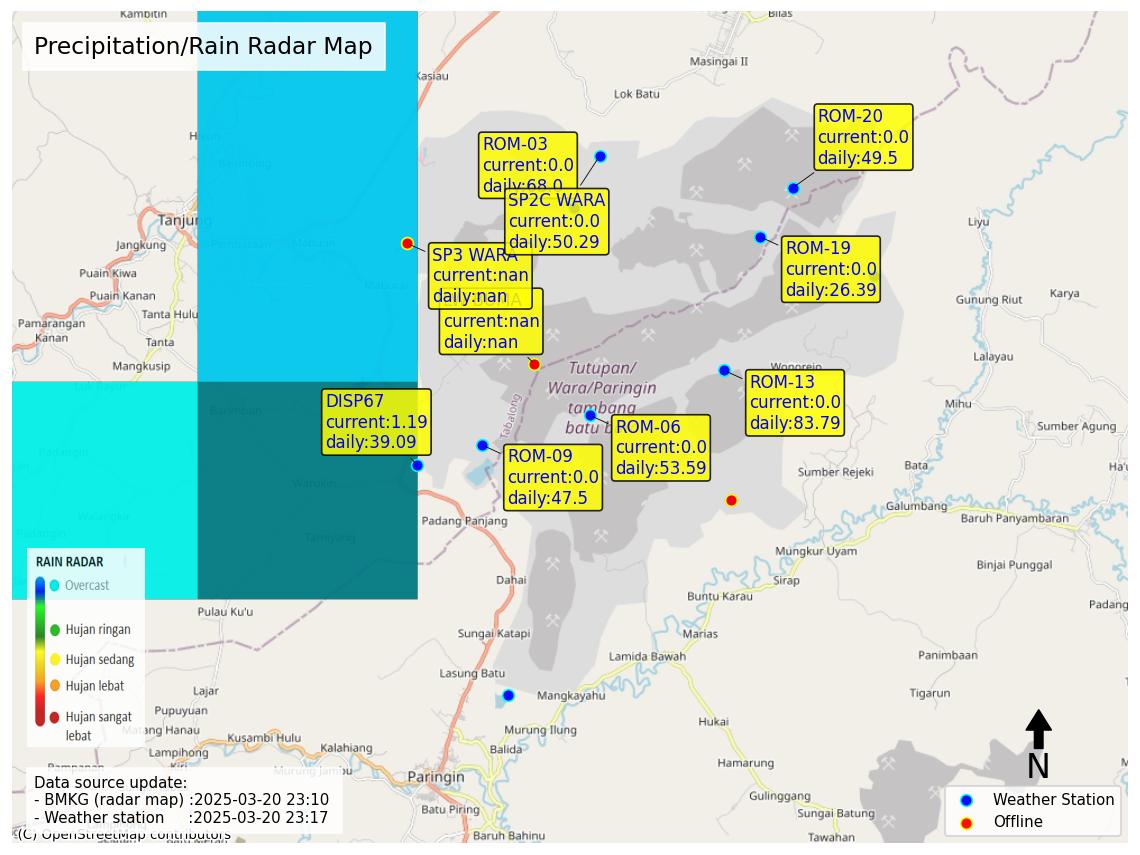 Kambitin
Bilas
Precipitation/Rain Radar Map
Masingai II
Kasiau
Lok Batu
ROM-20
current:0.0
daily:49.5
ROM-03
current:0.0
daily:68.0
SP2C WARA
current:0.0
daily:50.29
Tanjung
Jangkung
Liyu
ROM-19
current:0.0
daily:26.39
SP3 WARA
current:nan
daily:nan
current:nan
daily:nan
Puain Kiwa
Puain Kanan
Mabuun
Maburai
Tanta Hulu
Gunung Riut
Karya
Pamarangan
Kanan
Tanta
Mangkusip
Lalayau
Wonorejo
Tutupan/
Wara/Paringin
tambang
batu
Tabalong
ROM-13
current:0.0
daily:83.79
DISP67
current:1.19
daily:39.09
ROM-06
current:0.0
daily:53.59
ROM-09
current:0.0
daily:47.5
Mihu
Sumber Agung
Barimbun
Padangin
Warukin
Sumber Rejeki
Bata
Galumbang
Baruh Panyambaran
Padang Panjang
Tamiyang
Mungkur Uyam
Binjai Punggal
RAIN RADAR
Overcast
Hujan ringan
Hujan sedang
Hujan lebat
Hujan sangat
lebat
Dahai
Sirap
Buntu Karau
Padang
Pulau Ku'u
Sungai Katapi
Marias
Lamida Bawah
Panimbaan
Lasung Batu
Lajar
Mangkayahu
Tigarun
Pupuyuan
Matang Hanau
Hukai
Murung Ilung
Kusambi Hulu
Kalahiang
Balida
Lampihong
Hamarung
N
Murung Jambu
Paringin
Data source update:
- BMKG (radar map) :2025-03-20 23:10
- Weather station :2025-03-20 23:17
Gulinggang
Batu Piring
Sungai Batung
Weather Station
Offline
(C) OpenStreetMap contributors
Baruh Bahinu
Tawahan